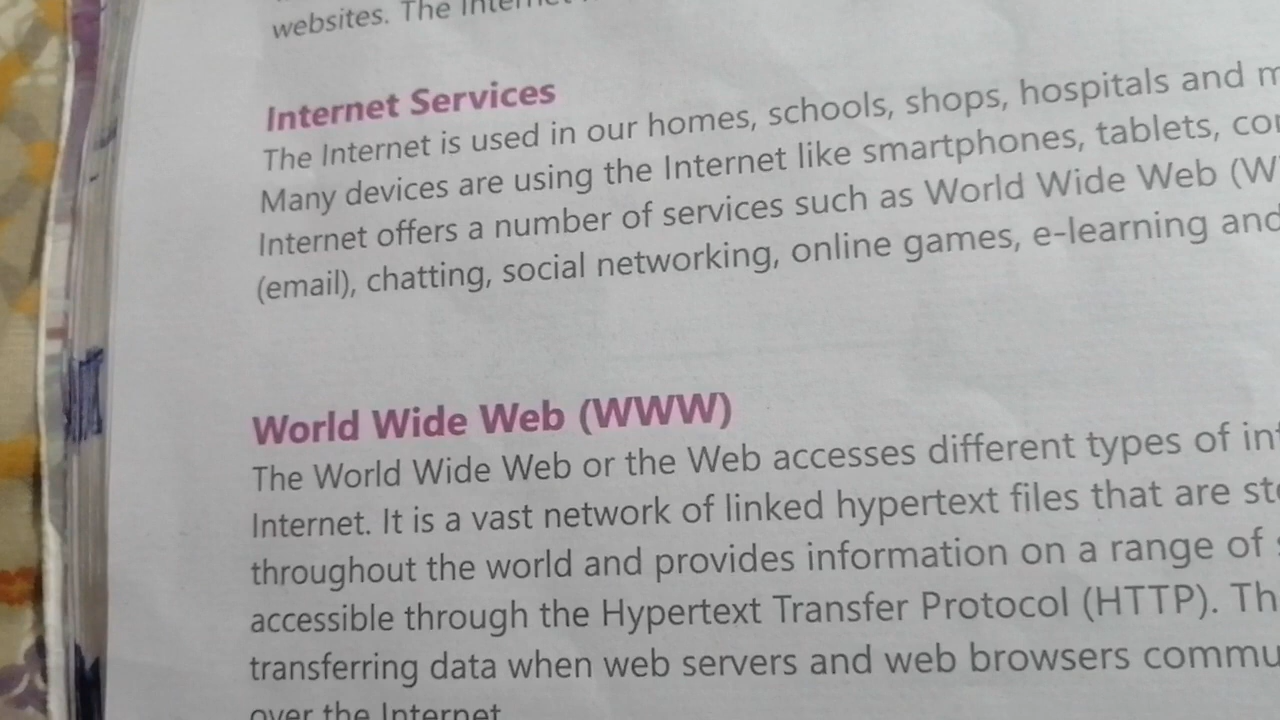 websites. The Internet
Internet Services
The Internet is used in our homes, schools, shops, hospitals and
Many devices are using the Internet like smartphones, tablets,
Internet offers a number of services such as World Wide Web
(email), chatting, social networking, online games, e-learning and
World Wide Web (WWW)
The World Wide Web or the Web accesses different types of
Internet. It is a vast network of linked hypertext files that are
throughout the world and provides information on a range of
accessible through the Hypertext Transfer Protocol (HTTP).
transferring data when web servers and web browsers
over the Internet